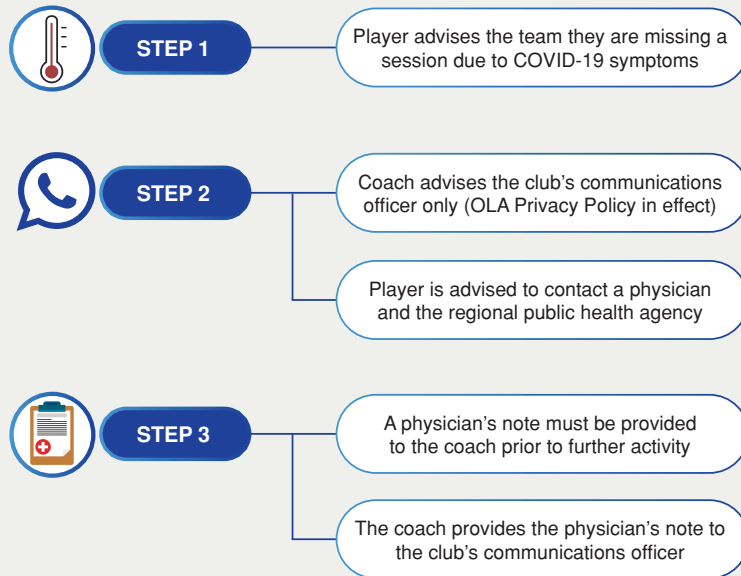 STEP 1
Player advises the team they are missing a
session due to COVID-19 symptoms
STEP 2
Coach advises the club's communications
officer only (OLA Privacy Policy in effect)
Player is advised to contact a physician
and the regional public health agency
STEP 3
A physician's note must be provided
to the coach prior to further activity
The coach provides the physician's note to
the club's communications officer